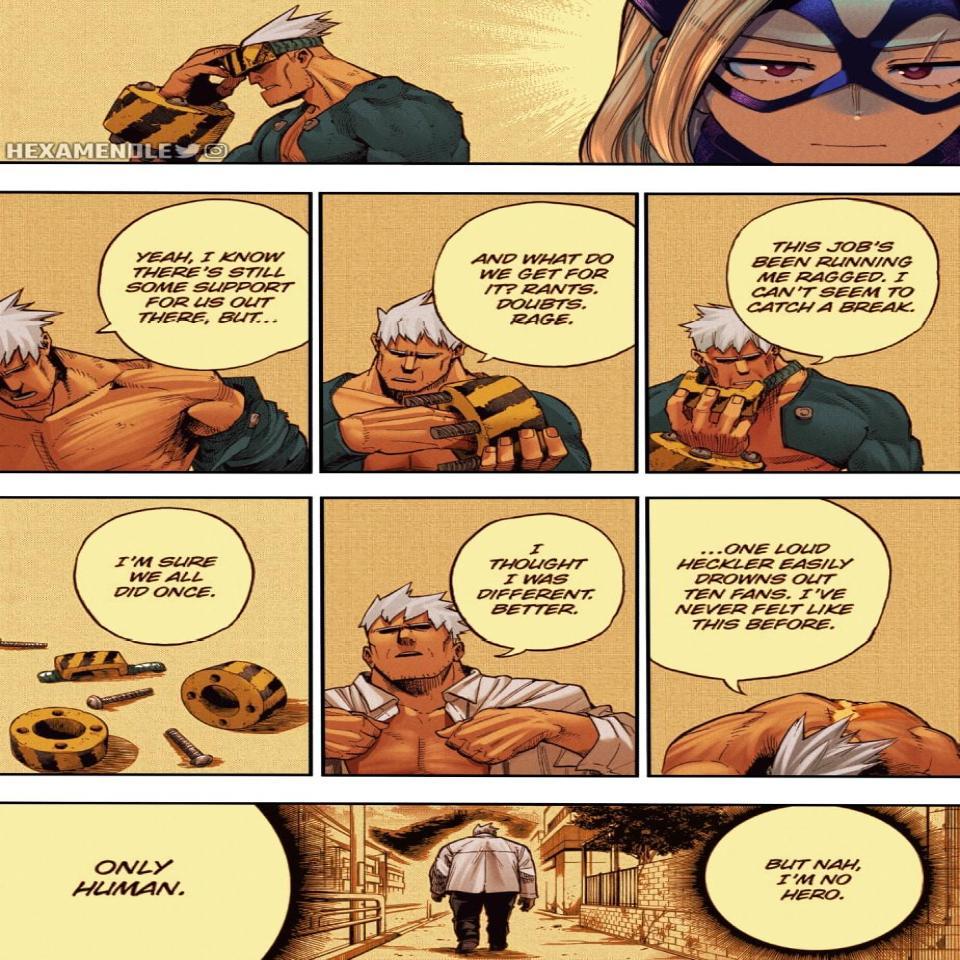 HEXAMENDLE
THIS JOB'S
BEEN RUNNING
ME RAGGED. I
CAN'T SEEM TO
CATCH A BREAK.
AND WHAT DO
WE GET FOR
IT? RANTS.
DOUBTS.
RAGE.
YEAH, I KNOW
THERE'S STILL
SOME SUPPORT
FOR US OUT
THERE, BUT...
...ONE LOUD
HECKLER EASILY
DROWNS OUT
TEN FANS. I'VE
NEVER FELT LIKE
THIS BEFORE.
I
THOUGHT
I WAS
DIFFERENT.
BETTER.
I'M SURE
WE ALL
DID ONCE.
BUT NAH,
I'M NO
HERO.
ONLY
HUMAN.